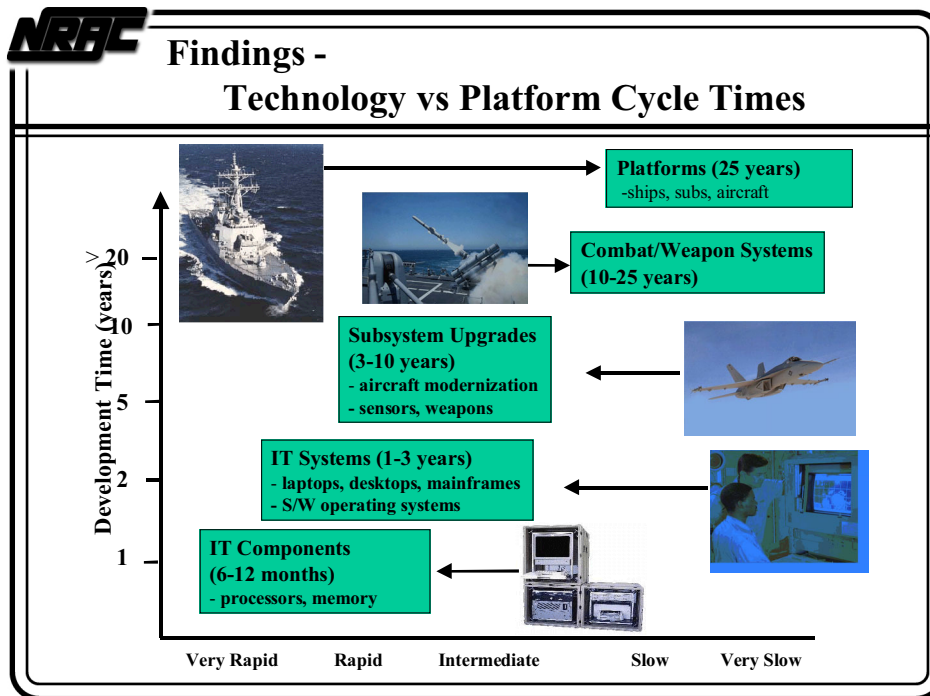 NRAC
Findings -
Technology vs Platform Cycle Times
Platforms (25 years)
-ships, subs, aircraft
Combat/Weapon Systems
(10-25 years)
Subsystem Upgrades
(3-10 years)
- aircraft modernization
- sensors, weapons
IT Systems (1-3 years)
- laptops, desktops, mainframes
- S/W operating systems
IT Components
(6-12 months)
- processors, memory
Development Time (years)
> 20
10
5
2
1
Very Rapid Rapid Intermediate Slow Very Slow